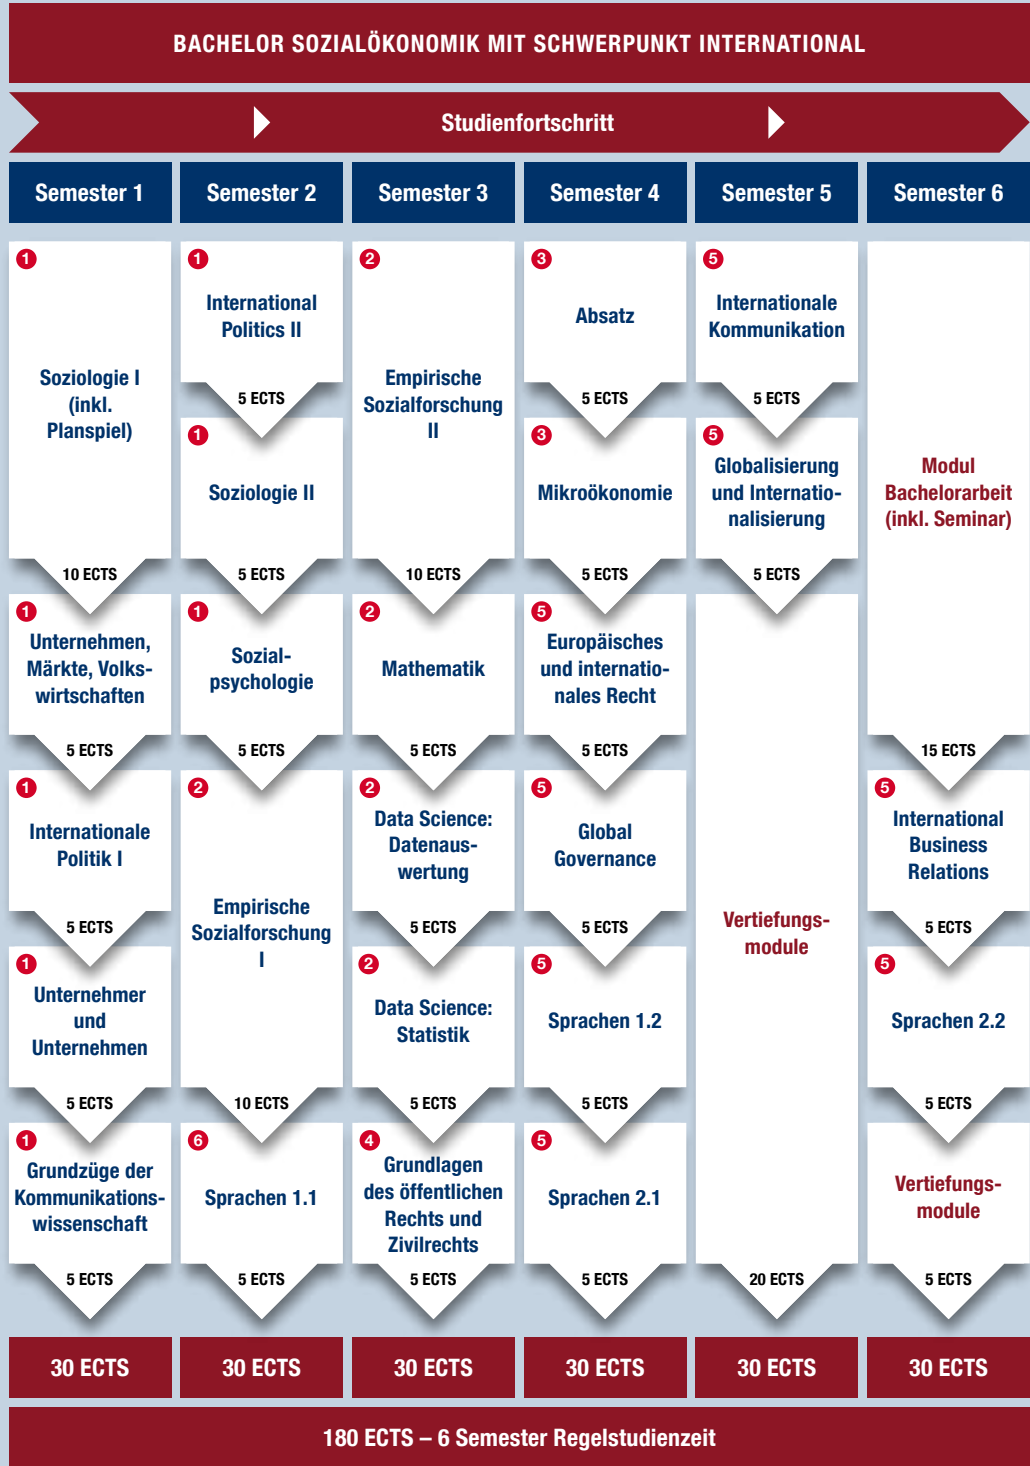 BACHELOR SOZIALÖKONOMIK MIT SCHWERPUNKT INTERNATIONAL
Studienfortschritt
Semester 1
Semester 2
Semester 3
Semester 4
Semester 5
Semester 6
1
Soziologie I
(inkl.
Planspiel)
10 ECTS
1
Unternehmen,
Märkte, Volks-
wirtschaften
5 ECTS
1
Internationale
Politik I
5 ECTS
1
Unternehmer
und
Unternehmen
5 ECTS
1
Grundzüge der
Kommunikations-
wissenschaft
5 ECTS
1
International
Politics II
5 ECTS
1
Soziologie II
5 ECTS
1
Sozial-
psychologie
5 ECTS
2
Empirische
Sozialforschung
I
10 ECTS
6
Sprachen 1.1
5 ECTS
2
Empirische
Sozialforschung
II
10 ECTS
2
Mathematik
5 ECTS
2
Data Science:
Datenaus-
wertung
5 ECTS
2
Data Science:
Statistik
5 ECTS
4
Grundlagen
des öffentlichen
Rechts und
Zivilrechts
5 ECTS
3
Absatz
5 ECTS
3
Mikroökonomie
5 ECTS
5
Europäisches
und internatio-
nales Recht
5 ECTS
5
Global
Governance
5 ECTS
5
Sprachen 1.2
5 ECTS
5
Sprachen 2.1
5 ECTS
5
Internationale
Kommunikation
5 ECTS
5
Globalisierung
und Internatio-
nalisierung
5 ECTS
Vertiefungs-
module
20 ECTS
Modul
Bachelorarbeit
(inkl. Seminar)
15 ECTS
5
International
Business
Relations
5 ECTS
5
Sprachen 2.2
5 ECTS
Vertiefungs-
module
5 ECTS
30 ECTS
30 ECTS
30 ECTS
30 ECTS
30 ECTS
30 ECTS
180 ECTS – 6 Semester Regelstudienzeit